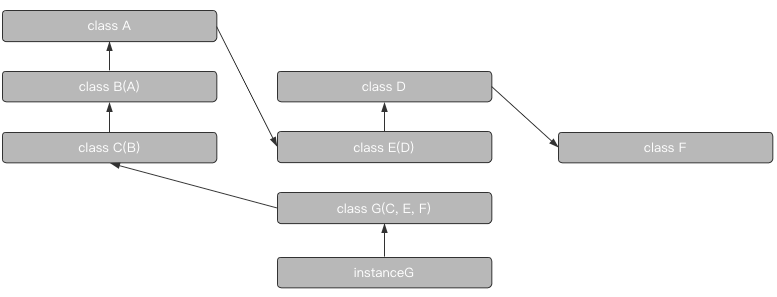 class A
class B(A)
class D
class C(B)
class E(D)
class F
class G(C, E, F)
instanceG